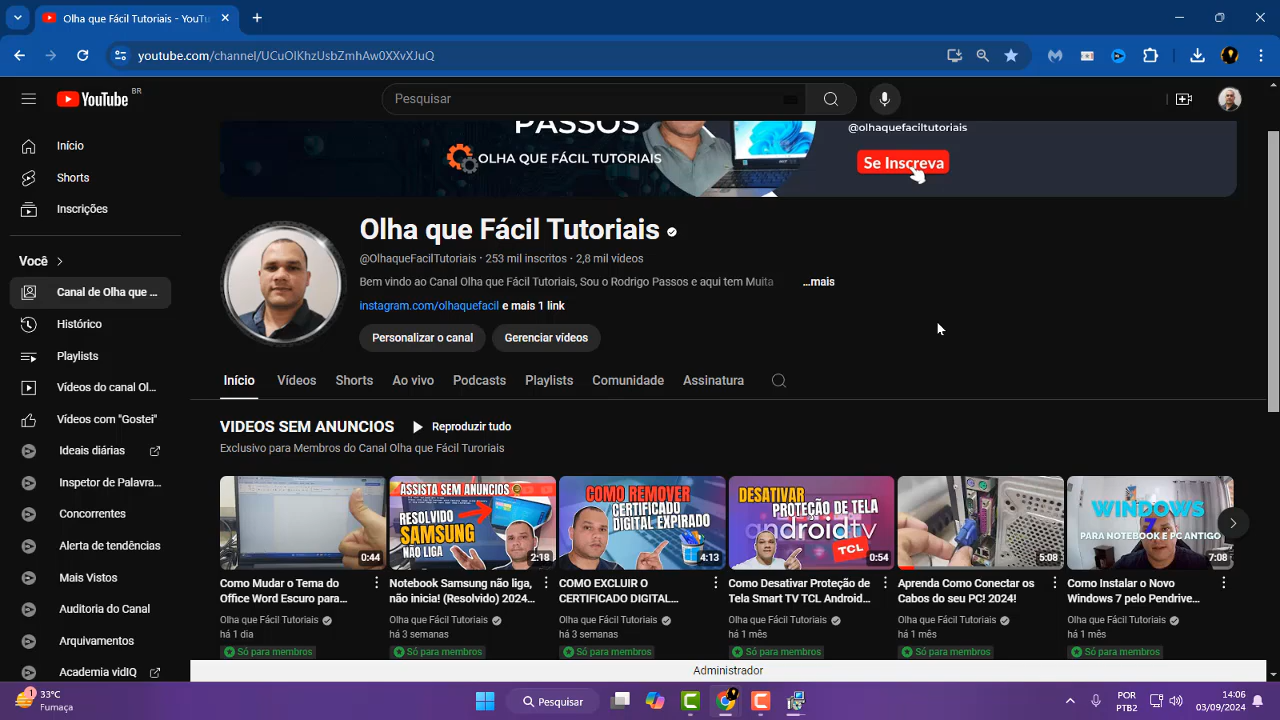 Olha que Fácil Tutoriais - YouTu
youtube.com/channel/UCuOlKhzUsbZmhAw0XXvXJuQ
YouTube BR
Pesquisar
Início
Shorts
Inscrições
Você
Canal de Olha que ...
Histórico
Playlists
Vídeos do canal Ol...
Vídeos com "Gostei"
Ideais diárias
Inspetor de Palavra...
Concorrentes
Alerta de tendências
Mais Vistos
Auditoria do Canal
Arquivamentos
Academia vidIQ
PASSOS
OLHA QUE FÁCIL TUTORIAIS
@olhaquefaciltutoriais
Se Inscreva
Olha que Fácil Tutoriais
@OlhaqueFacilTutoriais · 253 mil inscritos · 2,8 mil vídeos
Bem vindo ao Canal Olha que Fácil Tutoriais, Sou o Rodrigo Passos e aqui tem Muita ...mais
instagram.com/olhaquefacil e mais 1 link
Personalizar o canal Gerenciar vídeos
Início Vídeos Shorts Ao vivo Podcasts Playlists Comunidade Assinatura
VIDEOS SEM ANUNCIOS Reproduzir tudo
Exclusivo para Membros do Canal Olha que Fácil Turoriais
0:44
Como Mudar o Tema do
Office Word Escuro para...
Olha que Fácil Tutoriais
há 1 dia
Só para membros
ASSISTA SEM ANUNCIOS
RESOLVIDO
SAMSUNG
NÃO LIGA
2:18
Notebook Samsung não liga,
não inicia! (Resolvido) 2024...
Olha que Fácil Tutoriais
há 3 semanas
Só para membros
COMO REMOVER
CERTIFICADO
DIGITAL EXPIRADO
4:13
COMO EXCLUIR O
CERTIFICADO DIGITAL...
Olha que Fácil Tutoriais
há 3 semanas
Só para membros
DESATIVAR
PROTEÇÃO DE TELA
androidtv
TCL
0:54
Como Desativar Proteção de
Tela Smart TV TCL Android...
Olha que Fácil Tutoriais
há 1 mês
Só para membros
5:08
Aprenda Como Conectar os
Cabos do seu PC! 2024!
Olha que Fácil Tutoriais
há 1 mês
Só para membros
WINDOWS
7
PARA NOTEBOOK E PC ANTIGO
7:08
Como Instalar o Novo
Windows 7 pelo Pendrive...
Olha que Fácil Tutoriais
há 1 mês
Só para membros
Administrador
1
33°C
Fumaça
Pesquisar
POR
PTB2
14:06
03/09/2024